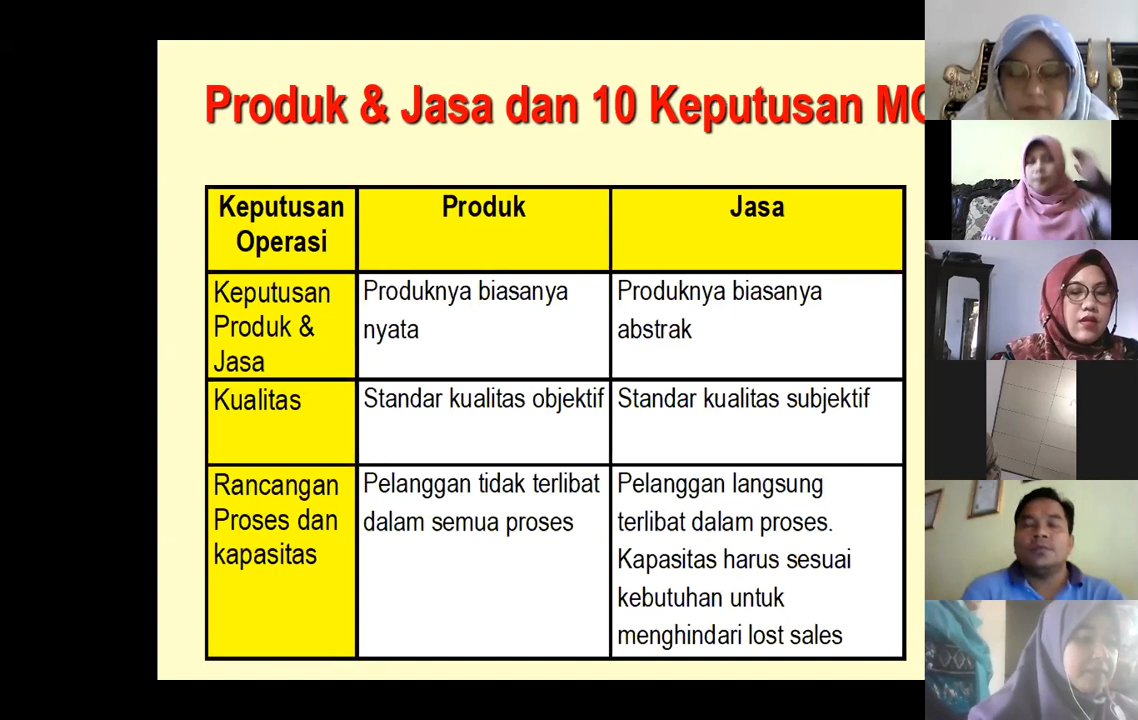 Produk & Jasa dan 10 Keputusan
Keputusan
Operasi
Produk
Jasa
Keputusan
Produk &
Jasa
Produknya biasanya
nyata
Produknya biasanya
abstrak
Kualitas
Standar kualitas objektif
Standar kualitas subjektif
Rancangan
Proses dan
kapasitas
Pelanggan tidak terlibat
dalam semua proses
Pelanggan langsung
terlibat dalam proses.
Kapasitas harus sesuai
kebutuhan untuk
menghindari lost sales